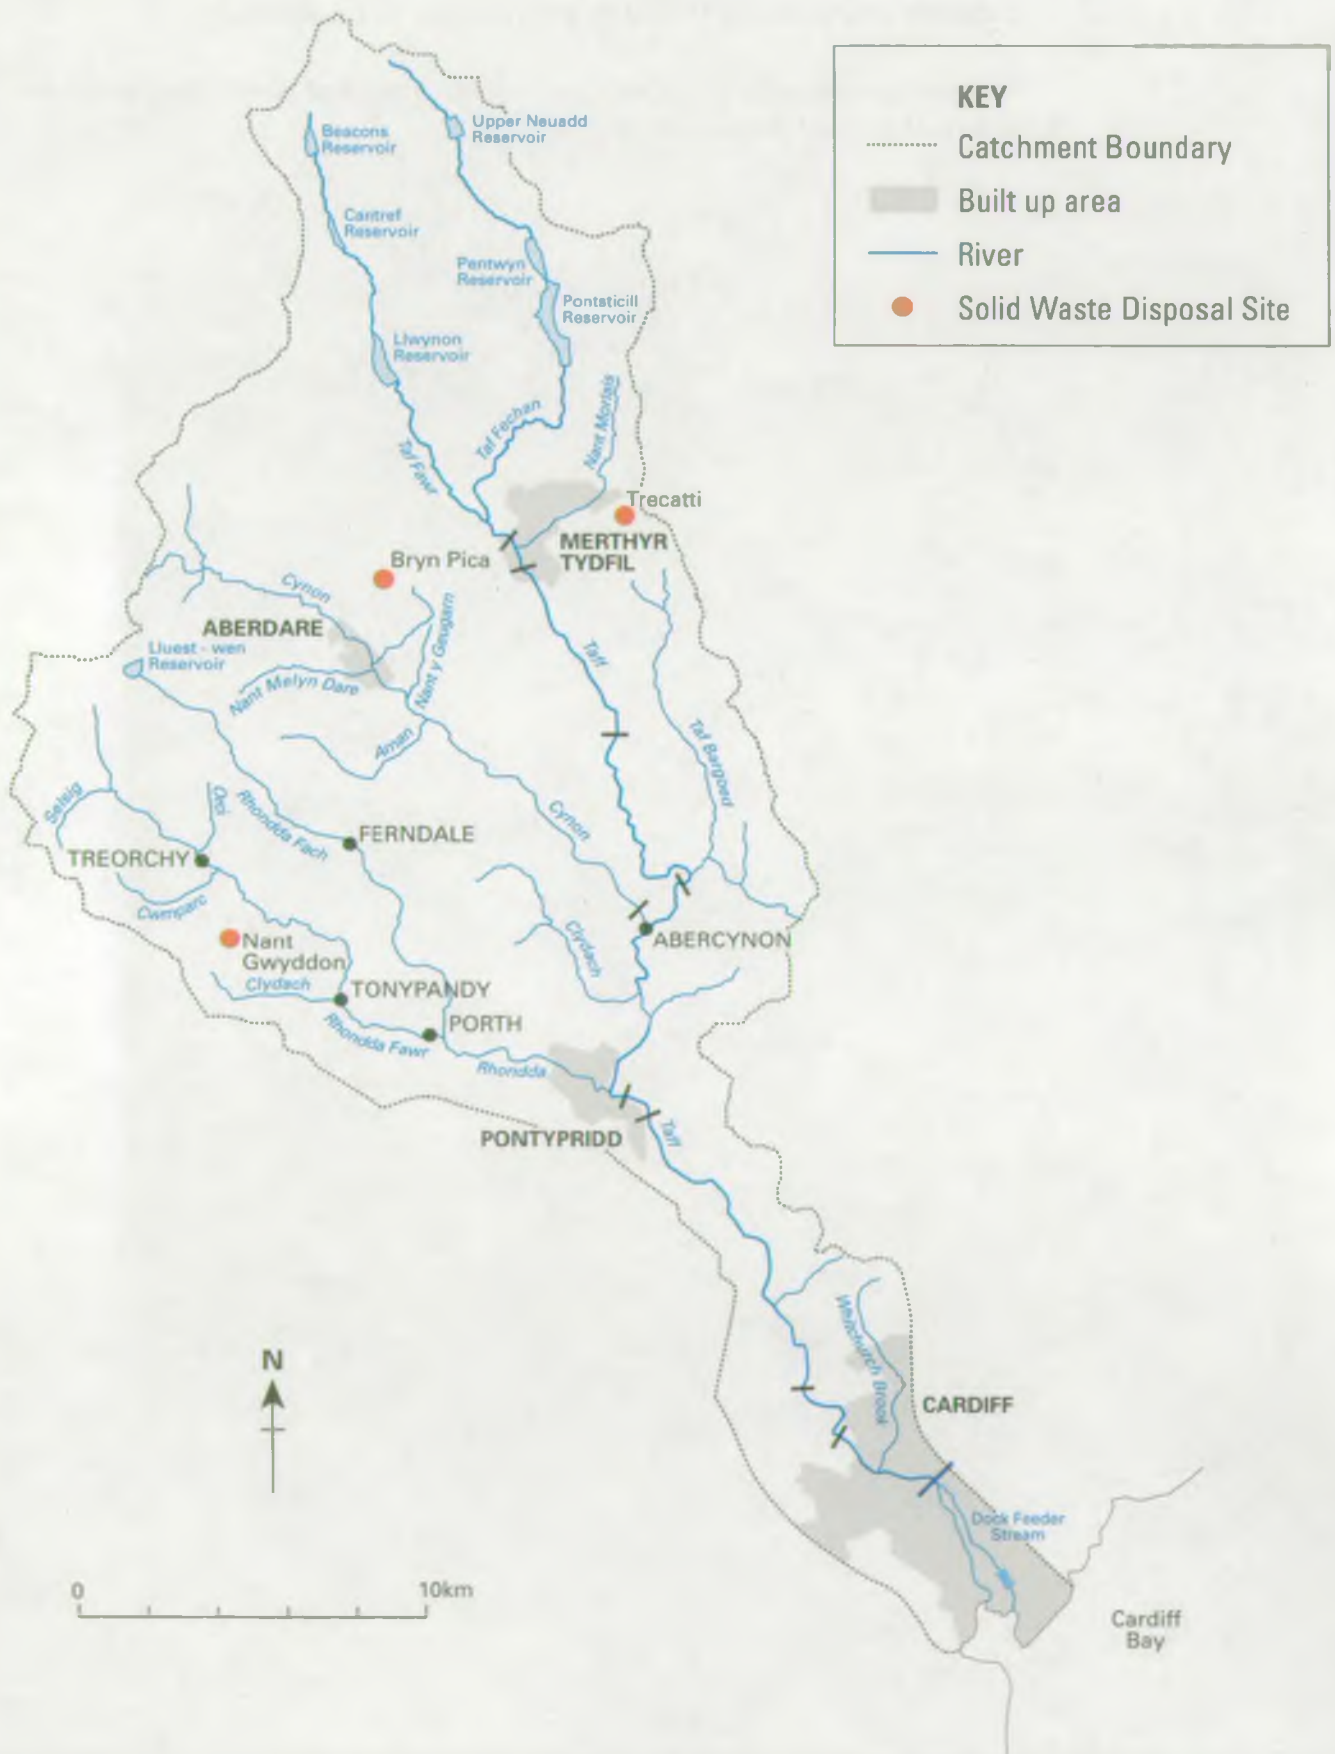 KEY
Catchment Boundary
Built up area
River
Solid Waste Disposal Site
Beacons
Reservoir
Upper Neuadd
Reservoir
Cantref
Reservoir
Pentwyn
Reservoir
Pontsticill
Reservoir
Llwynon
Reservoir
Taf Fechan
Nant Morlais
Taf Fawr
Trecatti
MERTHYR
TYDFIL
Bryn Pica
Cynon
ABERDARE
Nant y Geugarn
Lluest - wen
Reservoir
Nant Melyn Dare
Taff
Aman
Taf Bargoed
Selsig
Orci
Rhondda Fach
Cynon
FERNDALE
TREORCHY
Cwmparc
Clydach
ABERCYNON
Nant
Gwyddon
Clydach
TONYPANDY
PORTH
Rhondda Fawr
Rhondda
PONTYPRIDD
Taff
Whitchurch Brook
N
CARDIFF
Dock Feeder
Stream
0
10km
Cardiff
Bay